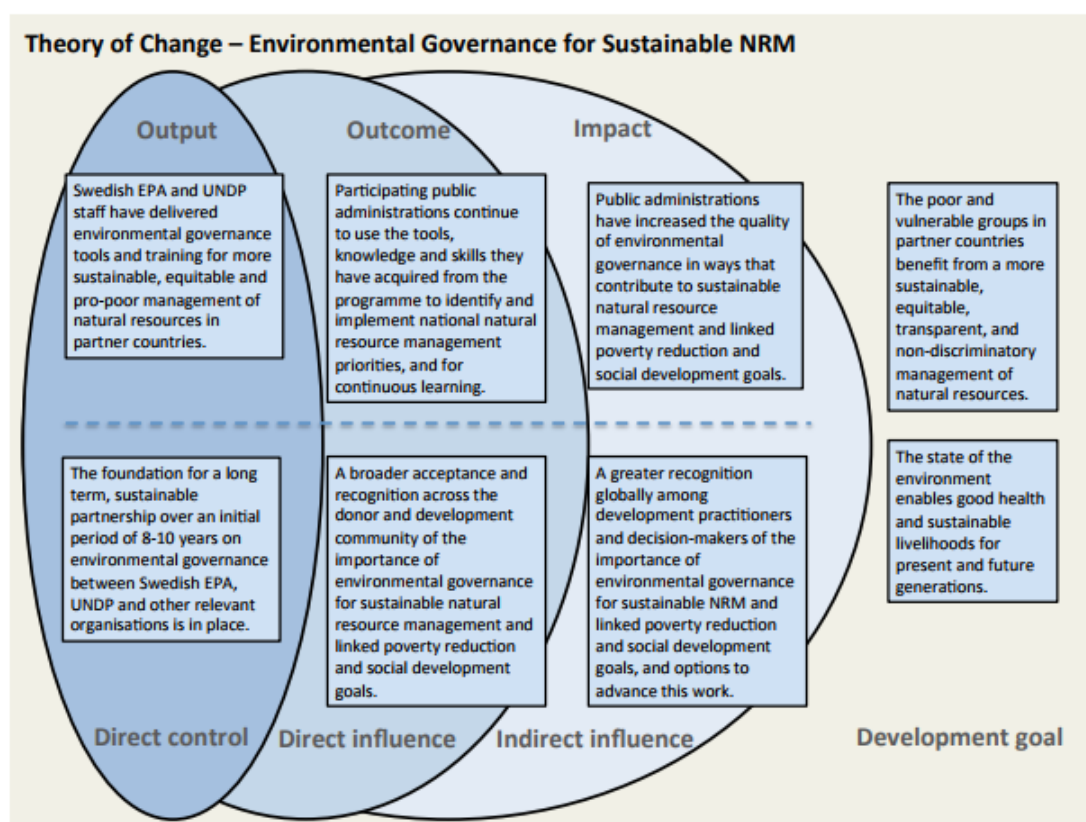 Theory of Change – Environmental Governance for Sustainable NRM
Output
Outcome
Impact
Swedish EPA and UNDP
staff have delivered
environmental governance
tools and training for more
sustainable, equitable and
pro-poor management of
natural resources in
partner countries.
Participating public
administrations continue
to use the tools,
knowledge and skills they
have acquired from the
programme to identify and
implement national natural
resource management
priorities, and for
continuous learning.
Public administrations
have increased the quality
of environmental
governance in ways that
contribute to sustainable
natural resource
management and linked
poverty reduction and
social development goals.
The poor and
vulnerable groups in
partner countries
benefit from a more
sustainable,
equitable,
transparent, and
non-discriminatory
management of
natural resources.
The foundation for a long
term, sustainable
partnership over an initial
period of 8-10 years on
environmental governance
between Swedish EPA,
UNDP and other relevant
organisations is in place.
A broader acceptance and
recognition across the
donor and development
community of the
importance of
environmental governance
for sustainable natural
resource management and
linked poverty reduction
and social development
goals.
A greater recognition
globally among
development practitioners
and decision-makers of the
importance of
environmental governance
for sustainable NRM and
linked poverty reduction
and social development
goals, and options to
advance this work.
The state of the
environment
enables good health
and sustainable
livelihoods for
present and future
generations.
Direct control
Direct influence
Indirect influence
Development goal